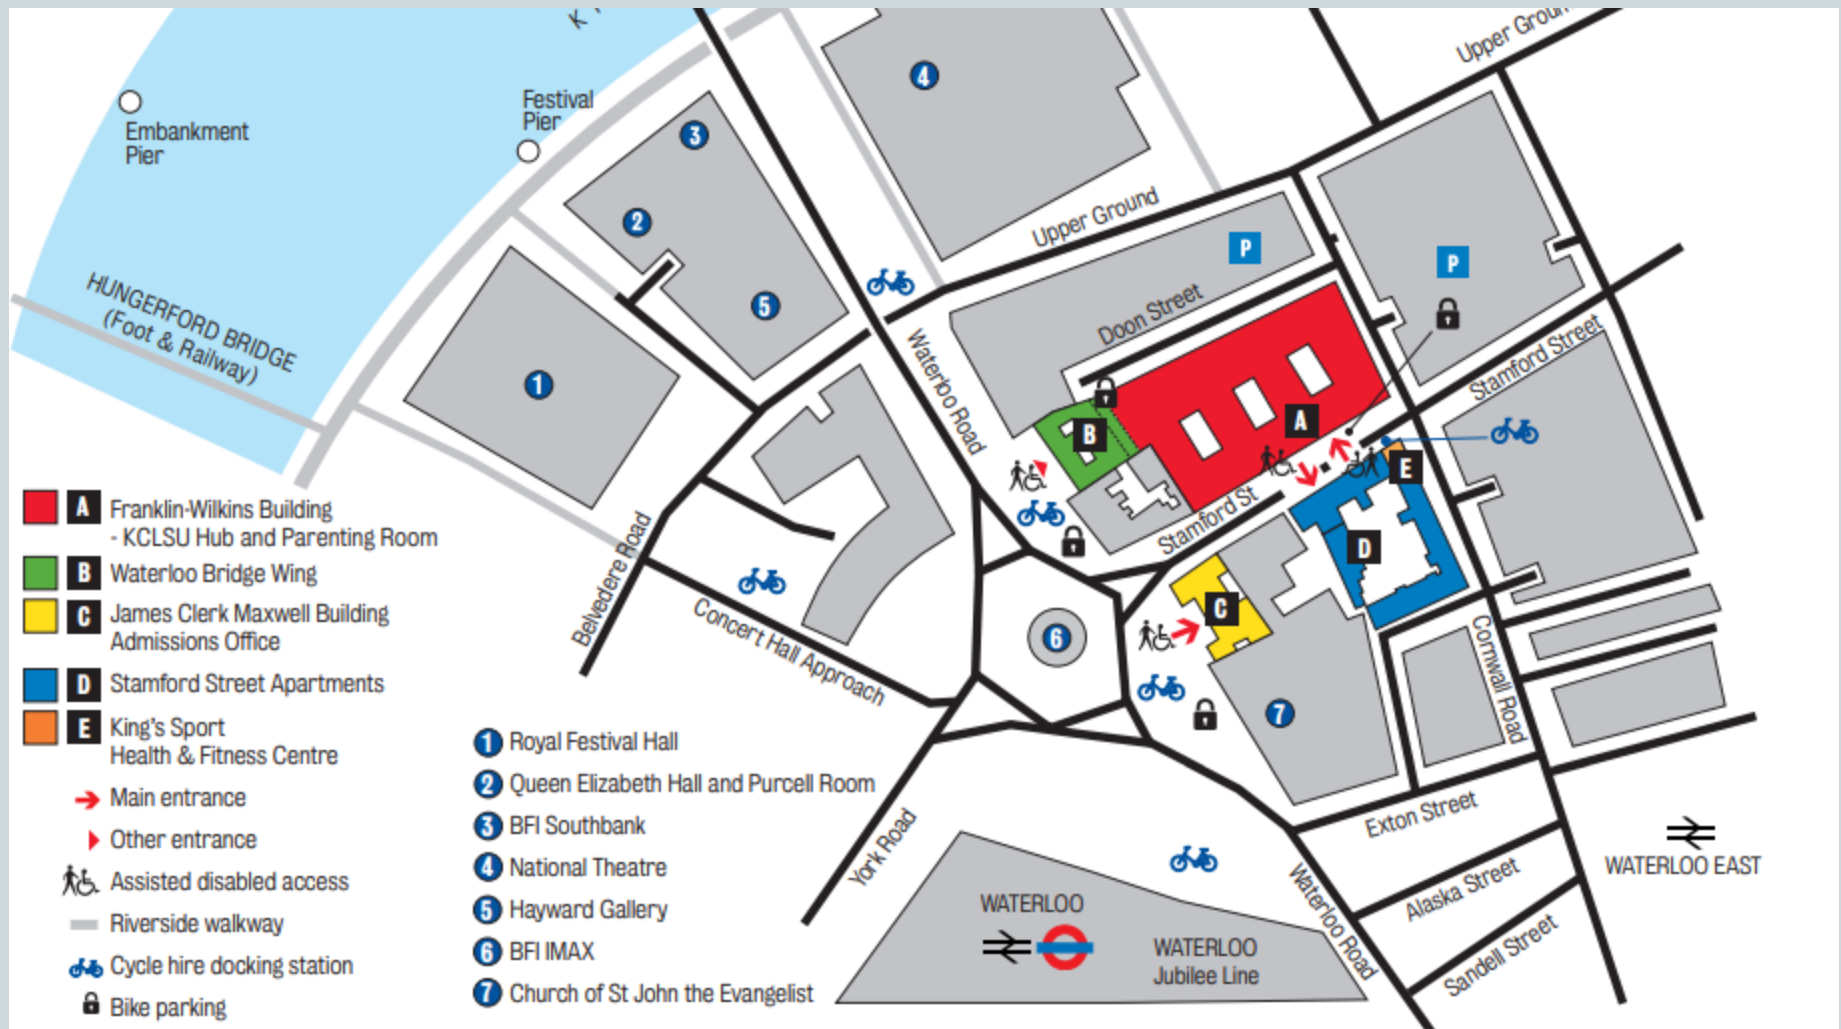 Upper Groun
4
Embankment
Pier
Festival
Pier
3
2
Upper Ground
P
P
HUNGERFORD BRIDGE
(Foot & Railway)
5
Doon Street
1
Waterloo Road
Stamford Street
A
B
E
Stamford St
D
Belvedere Road
Concert Hall Approach
6
C
Cornwall Road
7
York Road
Exton Street
Alaska Street
Sandell Street
Waterloo Road
WATERLOO EAST
WATERLOO
WATERLOO
Jubilee Line
A Franklin-Wilkins Building
- KCLSU Hub and Parenting Room
B Waterloo Bridge Wing
C James Clerk Maxwell Building
Admissions Office
D Stamford Street Apartments
E King's Sport
Health & Fitness Centre
Main entrance
Other entrance
Assisted disabled access
Riverside walkway
Cycle hire docking station
Bike parking
1 Royal Festival Hall
2 Queen Elizabeth Hall and Purcell Room
3 BFI Southbank
4 National Theatre
5 Hayward Gallery
6 BFI IMAX
7 Church of St John the Evangelist